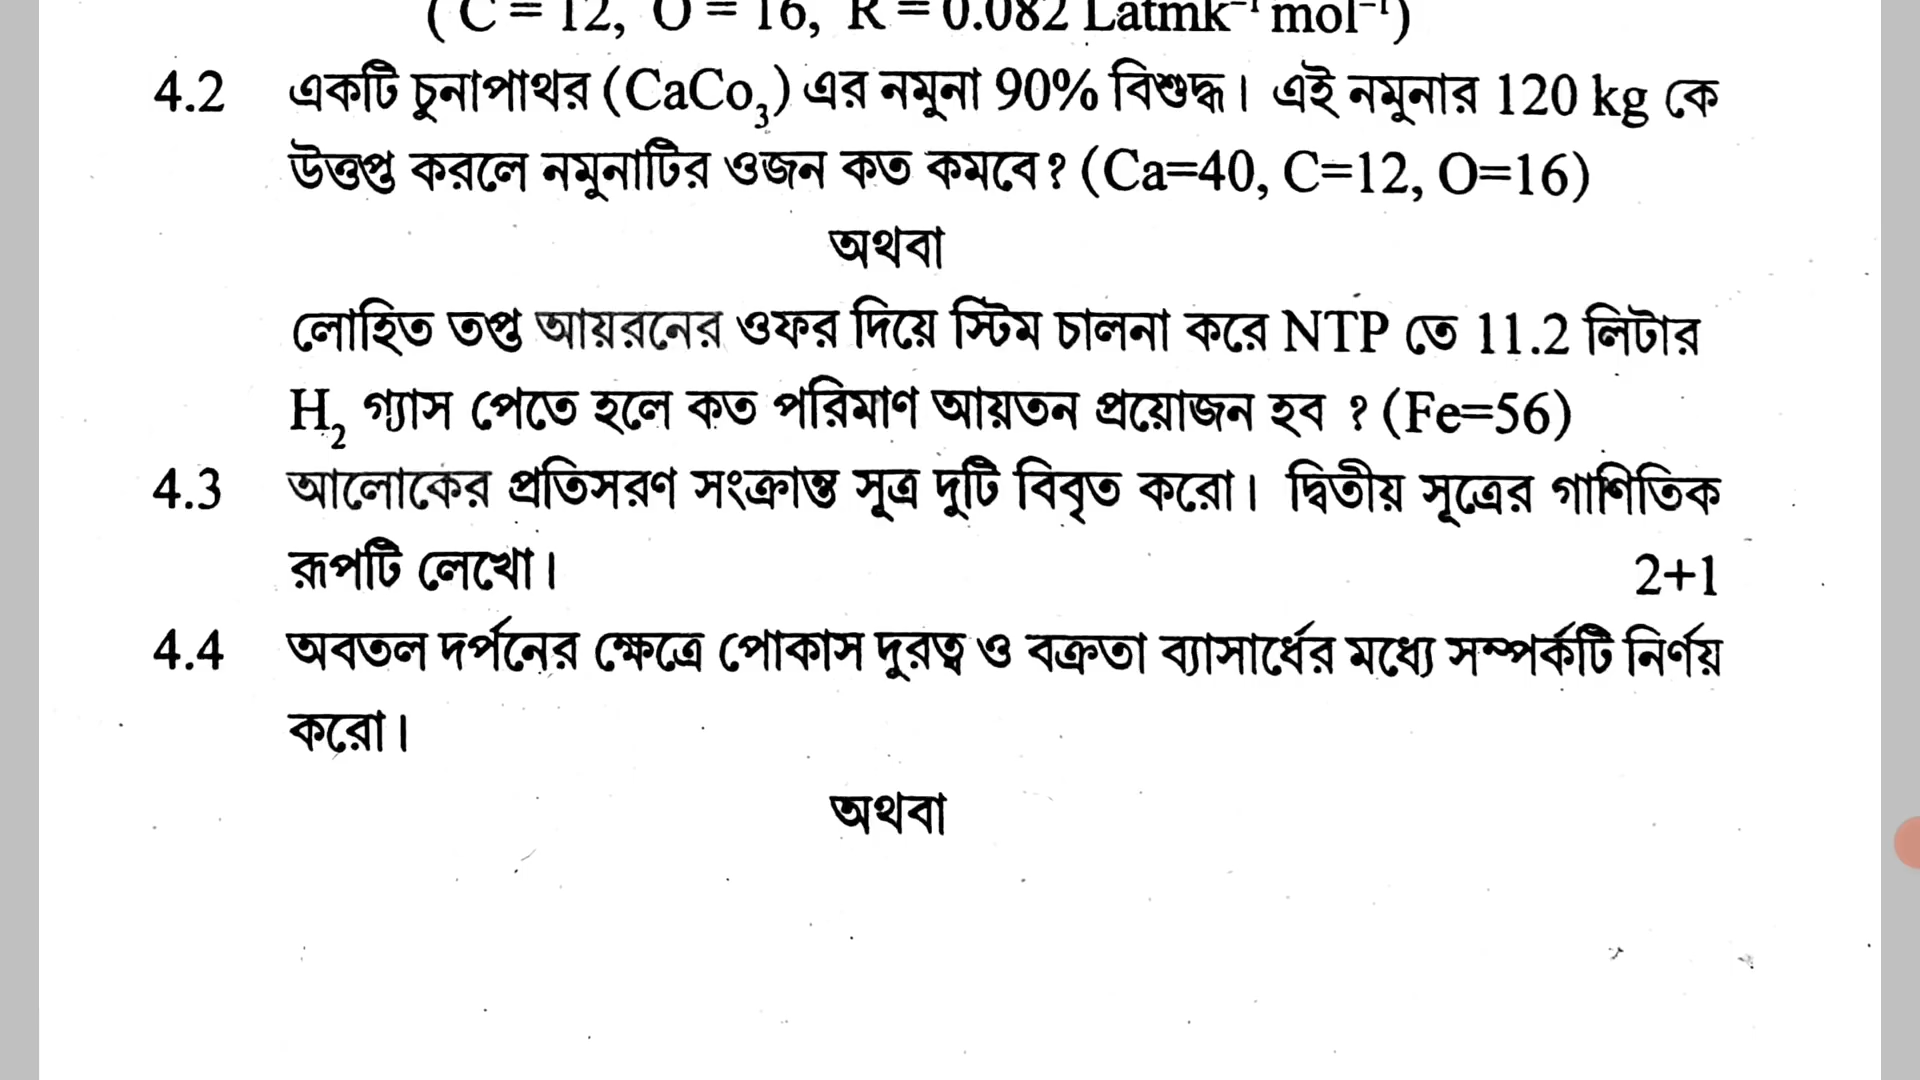 ( C = 12, O = 16, R = 0.082 Latmk⁻¹ mol⁻¹)
4.2 একটি চুনাপাথর (CaCo₃) এর নমুনা 90% বিশুদ্ধ। এই নমুনার 120 kg কে
উত্তপ্ত করলে নমুনাটির ওজন কত কমবে? (Ca=40, C=12, O=16)
অথবা
লোহিত তপ্ত আয়রনের ওফর দিয়ে স্টিম চালনা করে NTP তে 11.2 লিটার
H₂ গ্যাস পেতে হলে কত পরিমাণ আয়তন প্রয়োজন হব ? (Fe=56)
4.3 আলোকের প্রতিসরণ সংক্রান্ত সূত্র দুটি বিবৃত করো। দ্বিতীয় সূত্রের গাণিতিক
রূপটি লেখো। 2+1
4.4 অবতল দর্পনের ক্ষেত্রে পোকাস দুরত্ব ও বক্রতা ব্যাসার্ধের মধ্যে সম্পর্কটি নির্ণয়
করো।
অথবা